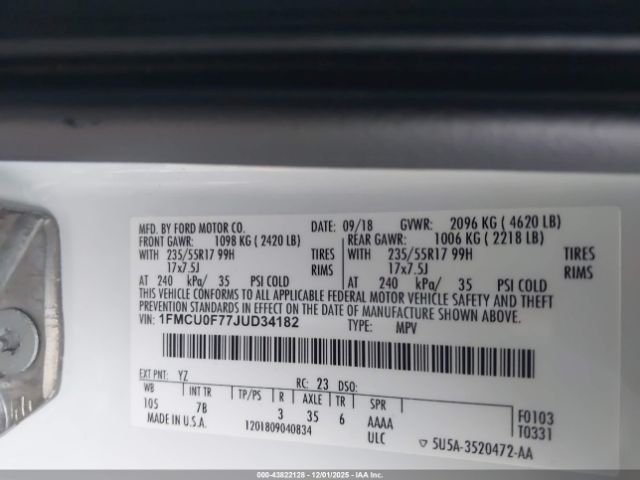 MFD. BY FORD MOTOR CO. DATE: 09/18 GVWR: 2096 KG ( 4620 LB)
FRONT GAWR: 1098 KG ( 2420 LB) REAR GAWR: 1006 KG ( 2218 LB)
WITH 235/55R17 99H TIRES WITH 235/55R17 99H TIRES
17x7.5J RIMS 17x7.5J RIMS
AT 240 kPa/ 35 PSI COLD AT 240 kPa/ 35 PSI COLD
THIS VEHICLE CONFORMS TO ALL APPLICABLE FEDERAL MOTOR VEHICLE SAFETY AND THEFT
PREVENTION STANDARDS IN EFFECT ON THE DATE OF MANUFACTURE SHOWN ABOVE.
VIN: 1FMCU0F77JUD34182 TYPE: MPV
EXT PNT: YZ RC: 23 DSO:
WB INT TR TP/PS R AXLE TR SPR
105 7B 3 35 6 AAAA F0103
MADE IN U.S.A. 1201809040834 ULC T0331
▽ 5U5A-3520472-AA
000-43822128 - 12/01/2025 - © IAA Holdings, LLC